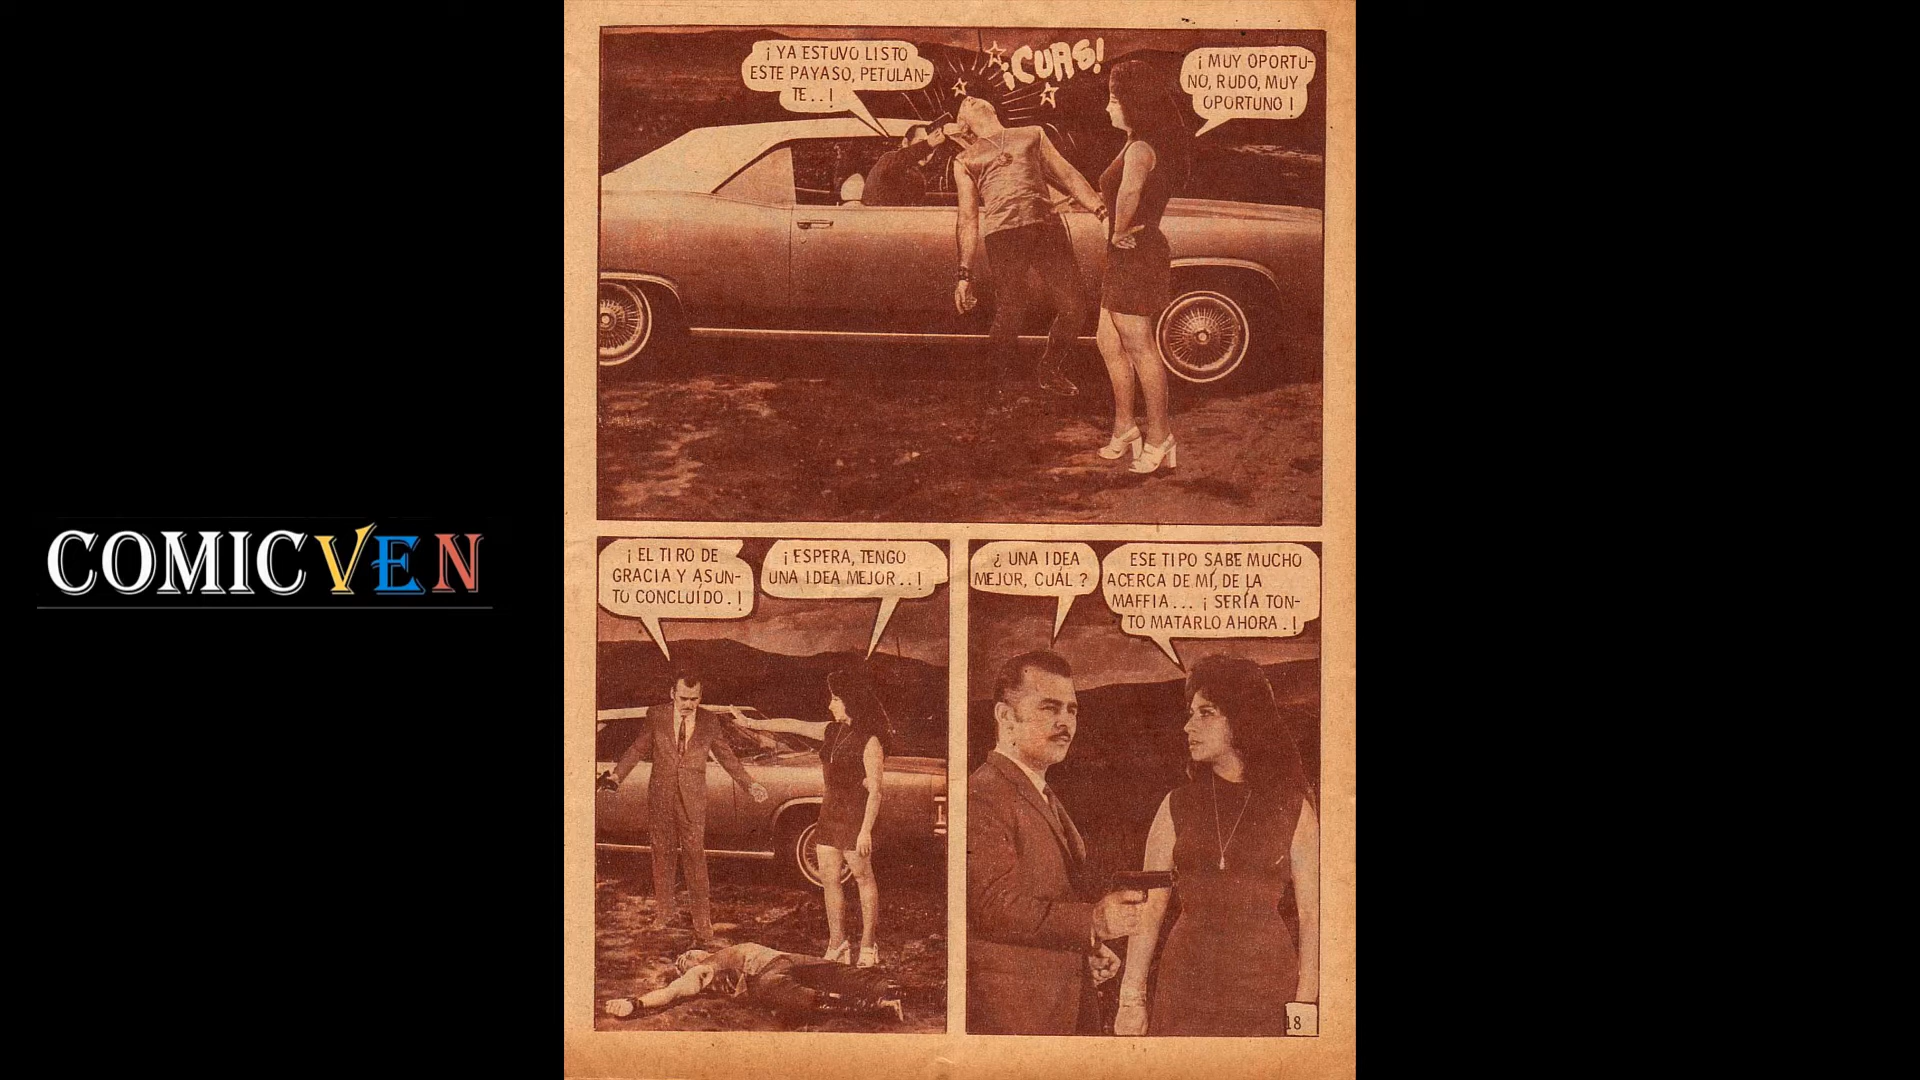 ¡YA ESTUVO LISTO
ESTE PAYASO, PETULAN-
TE..!
¡CUAS!
¡MUY OPORTU-
NO, RUDO, MUY
OPORTUNO!
COMICVEN
¡EL TIRO DE
GRACIA Y ASUN-
TO CONCLUÍDO.!
¡ESPERA, TENGO
UNA IDEA MEJOR..!
¿UNA IDEA
MEJOR, CUÁL?
ESE TIPO SABE MUCHO
ACERCA DE MÍ, DE LA
MAFFIA... ¡SERÍA TON-
TO MATARLO AHORA.!
18